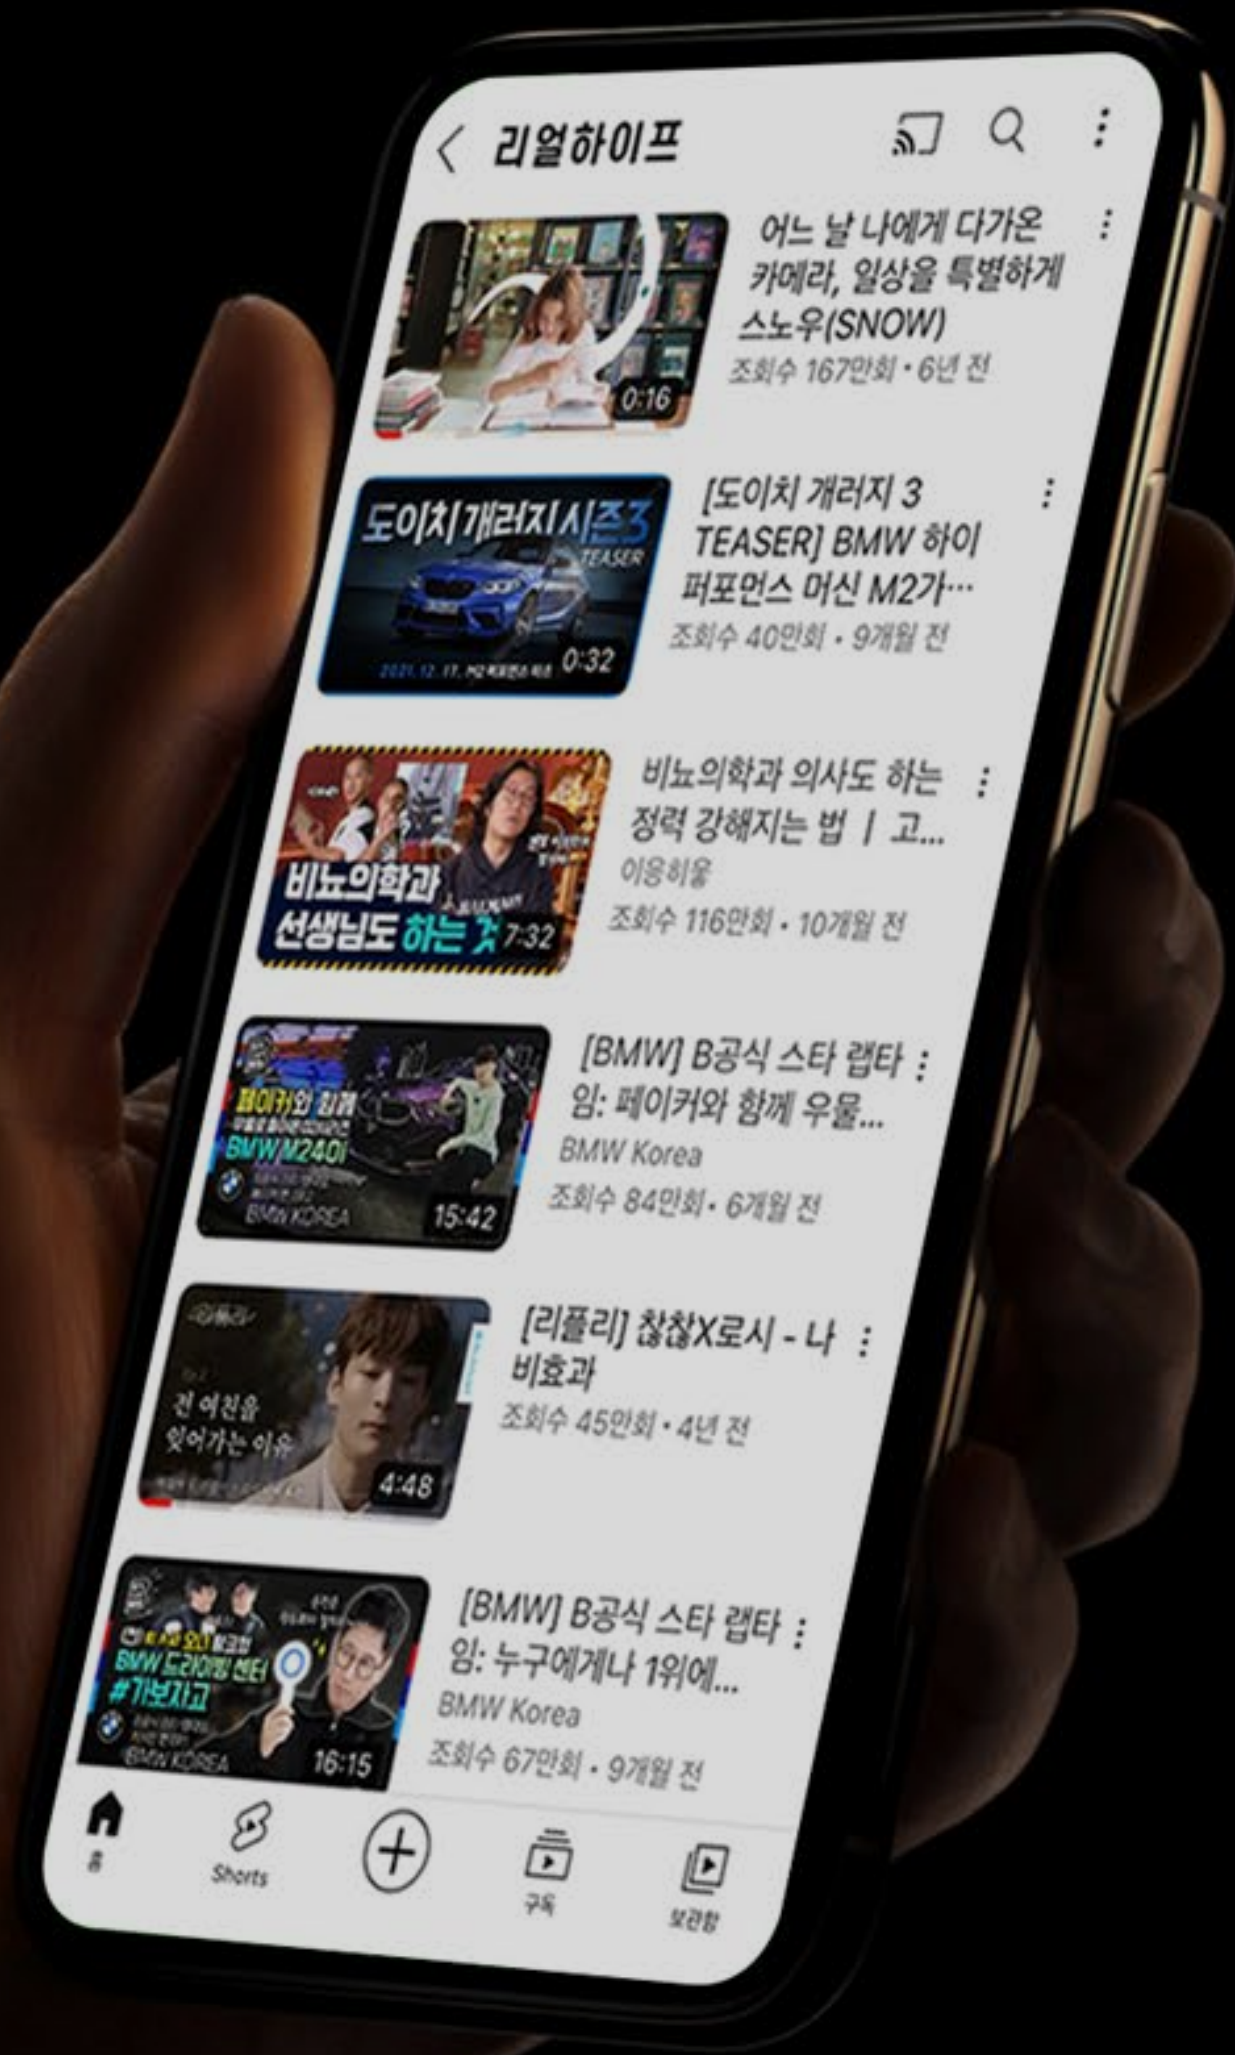 리얼하이프
어느 날 나에게 다가온
카메라, 일상을 특별하게
스노우(SNOW)
조회수 167만회 • 6년 전
0:16
도이치개러지시즌3
TEASER
2021. 12. 17.
0:32
[도이치 개러지 3
TEASER] BMW 하이
퍼포먼스 머신 M2가…
조회수 40만회 • 9개월 전
비뇨의학과
선생님도 하는 것
7:32
비뇨의학과 의사도 하는
정력 강해지는 법 ㅣ 고...
이응히읗
조회수 116만회 • 10개월 전
페이커와 함께
BMW M240i
BMW KOREA
15:42
[BMW] B공식 스타 랩타
임: 페이커와 함께 우물...
BMW Korea
조회수 84만회 • 6개월 전
전 여친을
잊어가는 이유
4:48
[리플리] 찮찮X로시 - 나
비효과
조회수 45만회 • 4년 전
BMW 드라이빙 센터
#가보자고
BMW KOREA
16:15
[BMW] B공식 스타 랩타
임: 누구에게나 1위에...
BMW Korea
조회수 67만회 • 9개월 전
홈
Shorts
구독
보관함